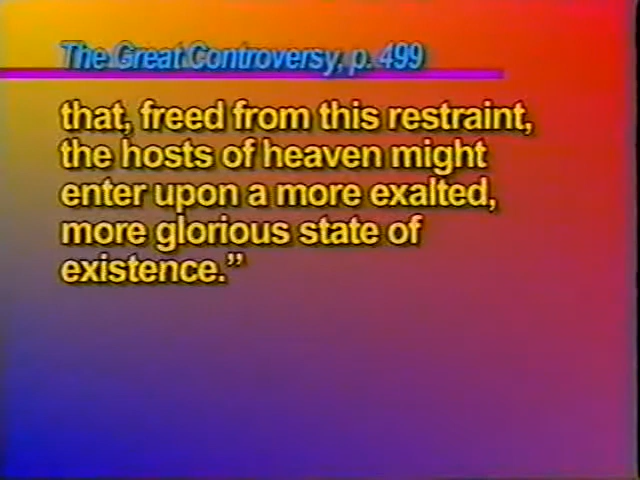 The Great Controversy, p. 499
that, freed from this restraint,
the hosts of heaven might
enter upon a more exalted,
more glorious state of
existence.”